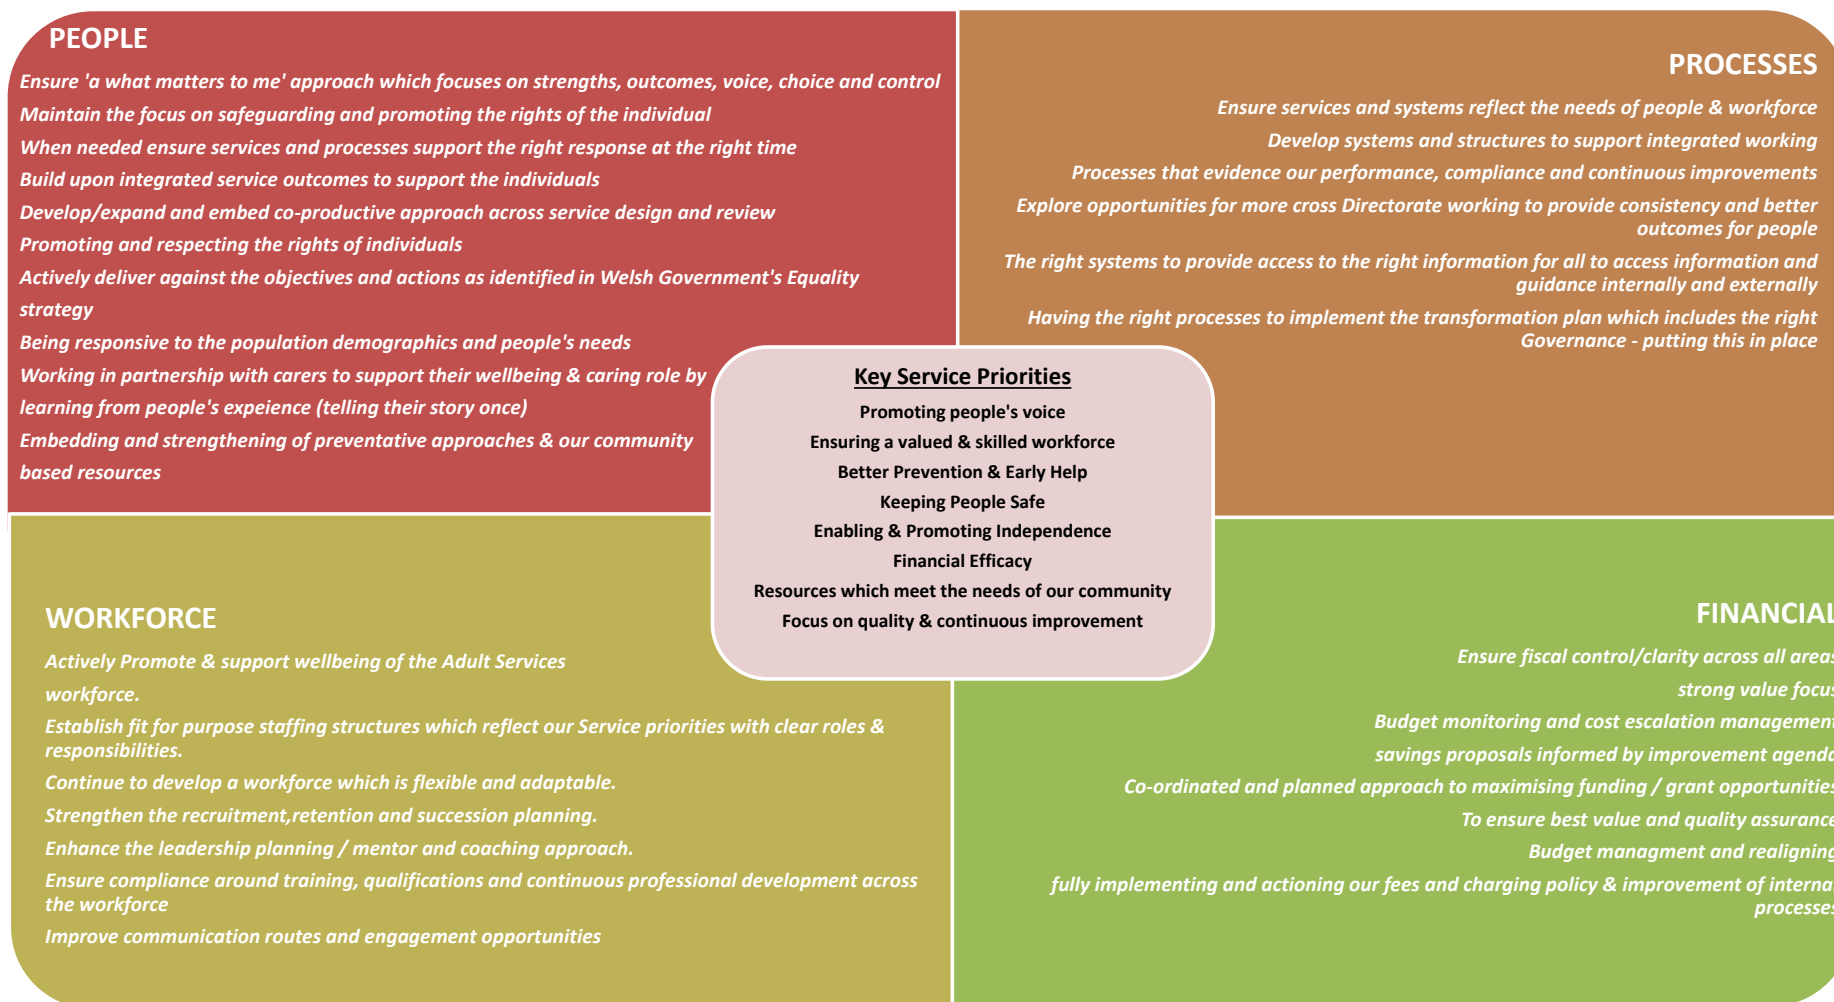 PEOPLE
Ensure 'a what matters to me' approach which focuses on strengths, outcomes, voice, choice and control
Maintain the focus on safeguarding and promoting the rights of the individual
When needed ensure services and processes support the right response at the right time
Build upon integrated service outcomes to support the individuals
Develop/expand and embed co-productive approach across service design and review
Promoting and respecting the rights of individuals
Actively deliver against the objectives and actions as identified in Welsh Government's Equality
strategy
Being responsive to the population demographics and people's needs
Working in partnership with carers to support their wellbeing & caring role by
learning from people's expeience (telling their story once)
Embedding and strengthening of preventative approaches & our community
based resources
PROCESSES
Ensure services and systems reflect the needs of people & workforce
Develop systems and structures to support integrated working
Processes that evidence our performance, compliance and continuous improvements
Explore opportunities for more cross Directorate working to provide consistency and better
outcomes for people
The right systems to provide access to the right information for all to access information and
guidance internally and externally
Having the right processes to implement the transformation plan which includes the right
Governance - putting this in place
Key Service Priorities
Promoting people's voice
Ensuring a valued & skilled workforce
Better Prevention & Early Help
Keeping People Safe
Enabling & Promoting Independence
Financial Efficacy
Resources which meet the needs of our community
Focus on quality & continuous improvement
WORKFORCE
Actively Promote & support wellbeing of the Adult Services
workforce.
Establish fit for purpose staffing structures which reflect our Service priorities with clear roles &
responsibilities.
Continue to develop a workforce which is flexible and adaptable.
Strengthen the recruitment,retention and succession planning.
Enhance the leadership planning / mentor and coaching approach.
Ensure compliance around training, qualifications and continuous professional development across
the workforce
Improve communication routes and engagement opportunities
FINANCIAL
Ensure fiscal control/clarity across all areas
strong value focus
Budget monitoring and cost escalation management
savings proposals informed by improvement agenda
Co-ordinated and planned approach to maximising funding / grant opportunities
To ensure best value and quality assurance
Budget managment and realigning
fully implementing and actioning our fees and charging policy & improvement of internal
processes